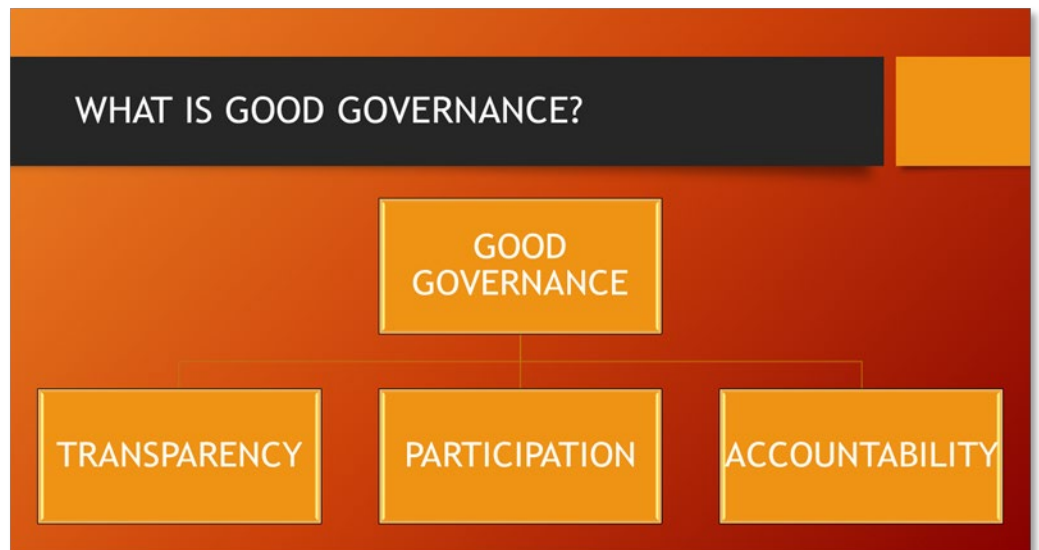 WHAT IS GOOD GOVERNANCE?
GOOD
GOVERNANCE
TRANSPARENCY
PARTICIPATION
ACCOUNTABILITY